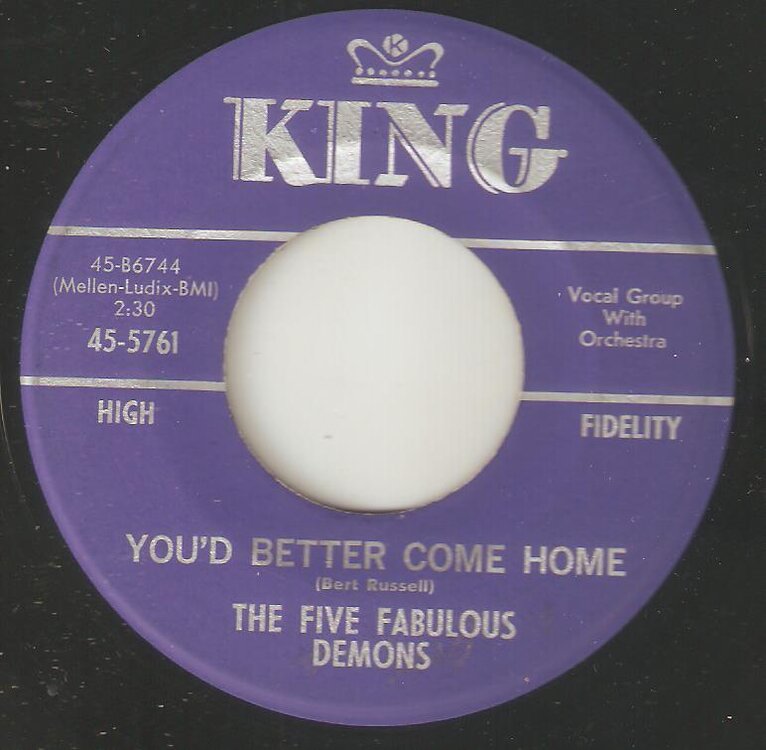 K
KING
45-B6744
(Mellen-Ludix-BMI)
2:30
45-5761
Vocal Group
With
Orchestra
HIGH
FIDELITY
YOU'D BETTER COME HOME
(Bert Russell)
THE FIVE FABULOUS
DEMONS